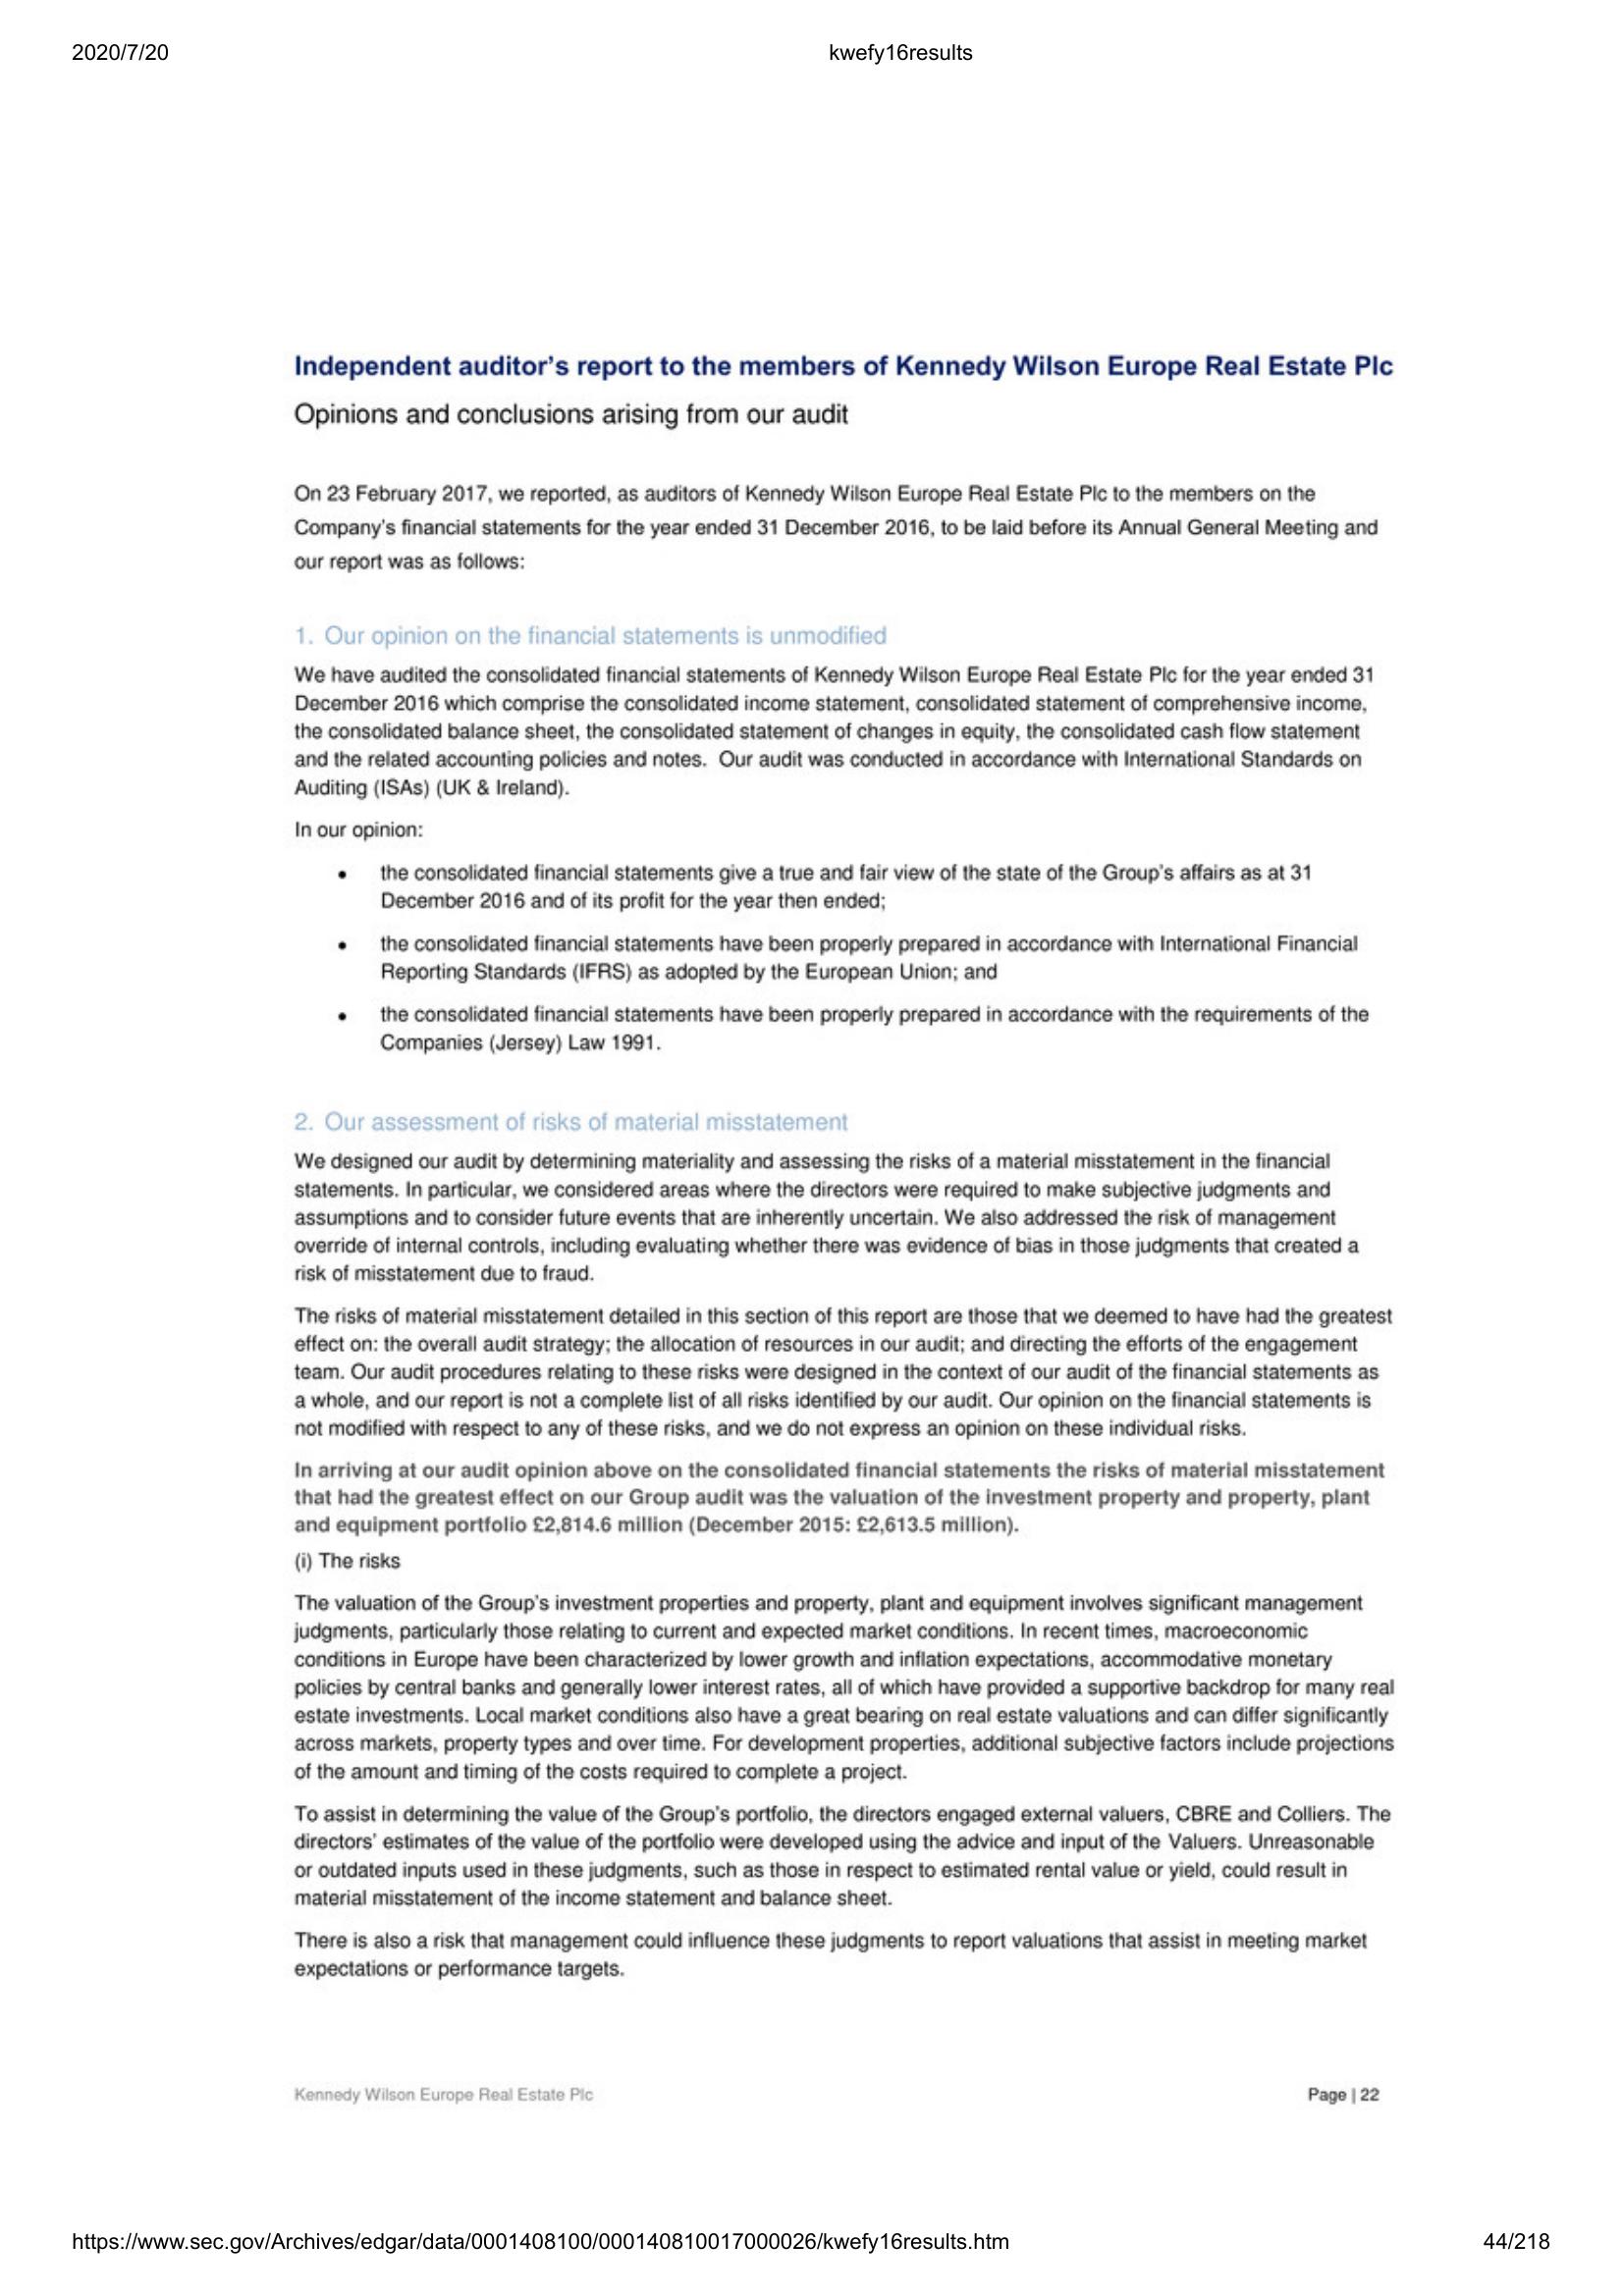 2020/7/20 kwefy16results
Independent auditor's report to the members of Kennedy Wilson Europe Real Estate Plc
Opinions and conclusions arising from our audit
On 23 February 2017, we reported, as auditors of Kennedy Wilson Europe Real Estate Plc to the members on the
Company's financial statements for the year ended 31 December 2016, to be laid before its Annual General Meeting and
our report was as follows:
1. Our opinion on the financial statements is unmodified
We have audited the consolidated financial statements of Kennedy Wilson Europe Real Estate Plc for the year ended 31
December 2016 which comprise the consolidated income statement, consolidated statement of comprehensive income,
the consolidated balance sheet, the consolidated statement of changes in equity, the consolidated cash flow statement
and the related accounting policies and notes. Our audit was conducted in accordance with International Standards on
Auditing (ISAs) (UK & Ireland).
In our opinion:
• the consolidated financial statements give a true and fair view of the state of the Group's affairs as at 31
December 2016 and of its profit for the year then ended;
• the consolidated financial statements have been properly prepared in accordance with International Financial
Reporting Standards (IFRS) as adopted by the European Union; and
• the consolidated financial statements have been properly prepared in accordance with the requirements of the
Companies (Jersey) Law 1991.
2. Our assessment of risks of material misstatement
We designed our audit by determining materiality and assessing the risks of a material misstatement in the financial
statements. In particular, we considered areas where the directors were required to make subjective judgments and
assumptions and to consider future events that are inherently uncertain. We also addressed the risk of management
override of internal controls, including evaluating whether there was evidence of bias in those judgments that created a
risk of misstatement due to fraud.
The risks of material misstatement detailed in this section of this report are those that we deemed to have had the greatest
effect on: the overall audit strategy; the allocation of resources in our audit; and directing the efforts of the engagement
team. Our audit procedures relating to these risks were designed in the context of our audit of the financial statements as
a whole, and our report is not a complete list of all risks identified by our audit. Our opinion on the financial statements is
not modified with respect to any of these risks, and we do not express an opinion on these individual risks.
In arriving at our audit opinion above on the consolidated financial statements the risks of material misstatement
that had the greatest effect on our Group audit was the valuation of the investment property and property, plant
and equipment portfolio £2,814.6 million (December 2015: £2,613.5 million).
(i) The risks
The valuation of the Group's investment properties and property, plant and equipment involves significant management
judgments, particularly those relating to current and expected market conditions. In recent times, macroeconomic
conditions in Europe have been characterized by lower growth and inflation expectations, accommodative monetary
policies by central banks and generally lower interest rates, all of which have provided a supportive backdrop for many real
estate investments. Local market conditions also have a great bearing on real estate valuations and can differ significantly
across markets, property types and over time. For development properties, additional subjective factors include projections
of the amount and timing of the costs required to complete a project.
To assist in determining the value of the Group's portfolio, the directors engaged external valuers, CBRE and Colliers. The
directors' estimates of the value of the portfolio were developed using the advice and input of the Valuers. Unreasonable
or outdated inputs used in these judgments, such as those in respect to estimated rental value or yield, could result in
material misstatement of the income statement and balance sheet.
There is also a risk that management could influence these judgments to report valuations that assist in meeting market
expectations or performance targets.
Kennedy Wilson Europe Real Estate Plc Page | 22
https://www.sec.gov/Archives/edgar/data/0001408100/000140810017000026/kwefy16results.htm 44/218